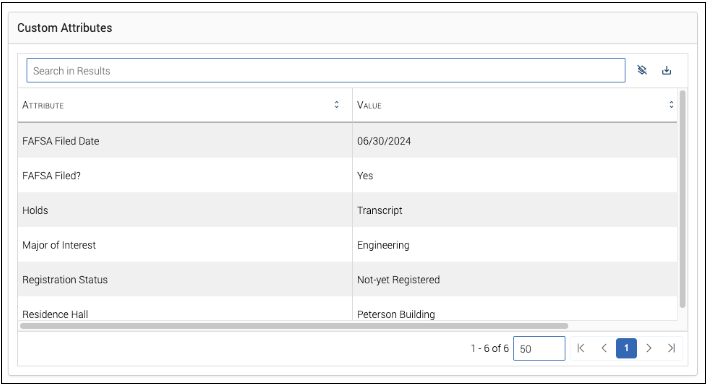 Custom Attributes
Search in Results
Attribute Value
FAFSA Filed Date 06/30/2024
FAFSA Filed? Yes
Holds Transcript
Major of Interest Engineering
Registration Status Not-yet Registered
Residence Hall Peterson Building
1 - 6 of 6 50 1